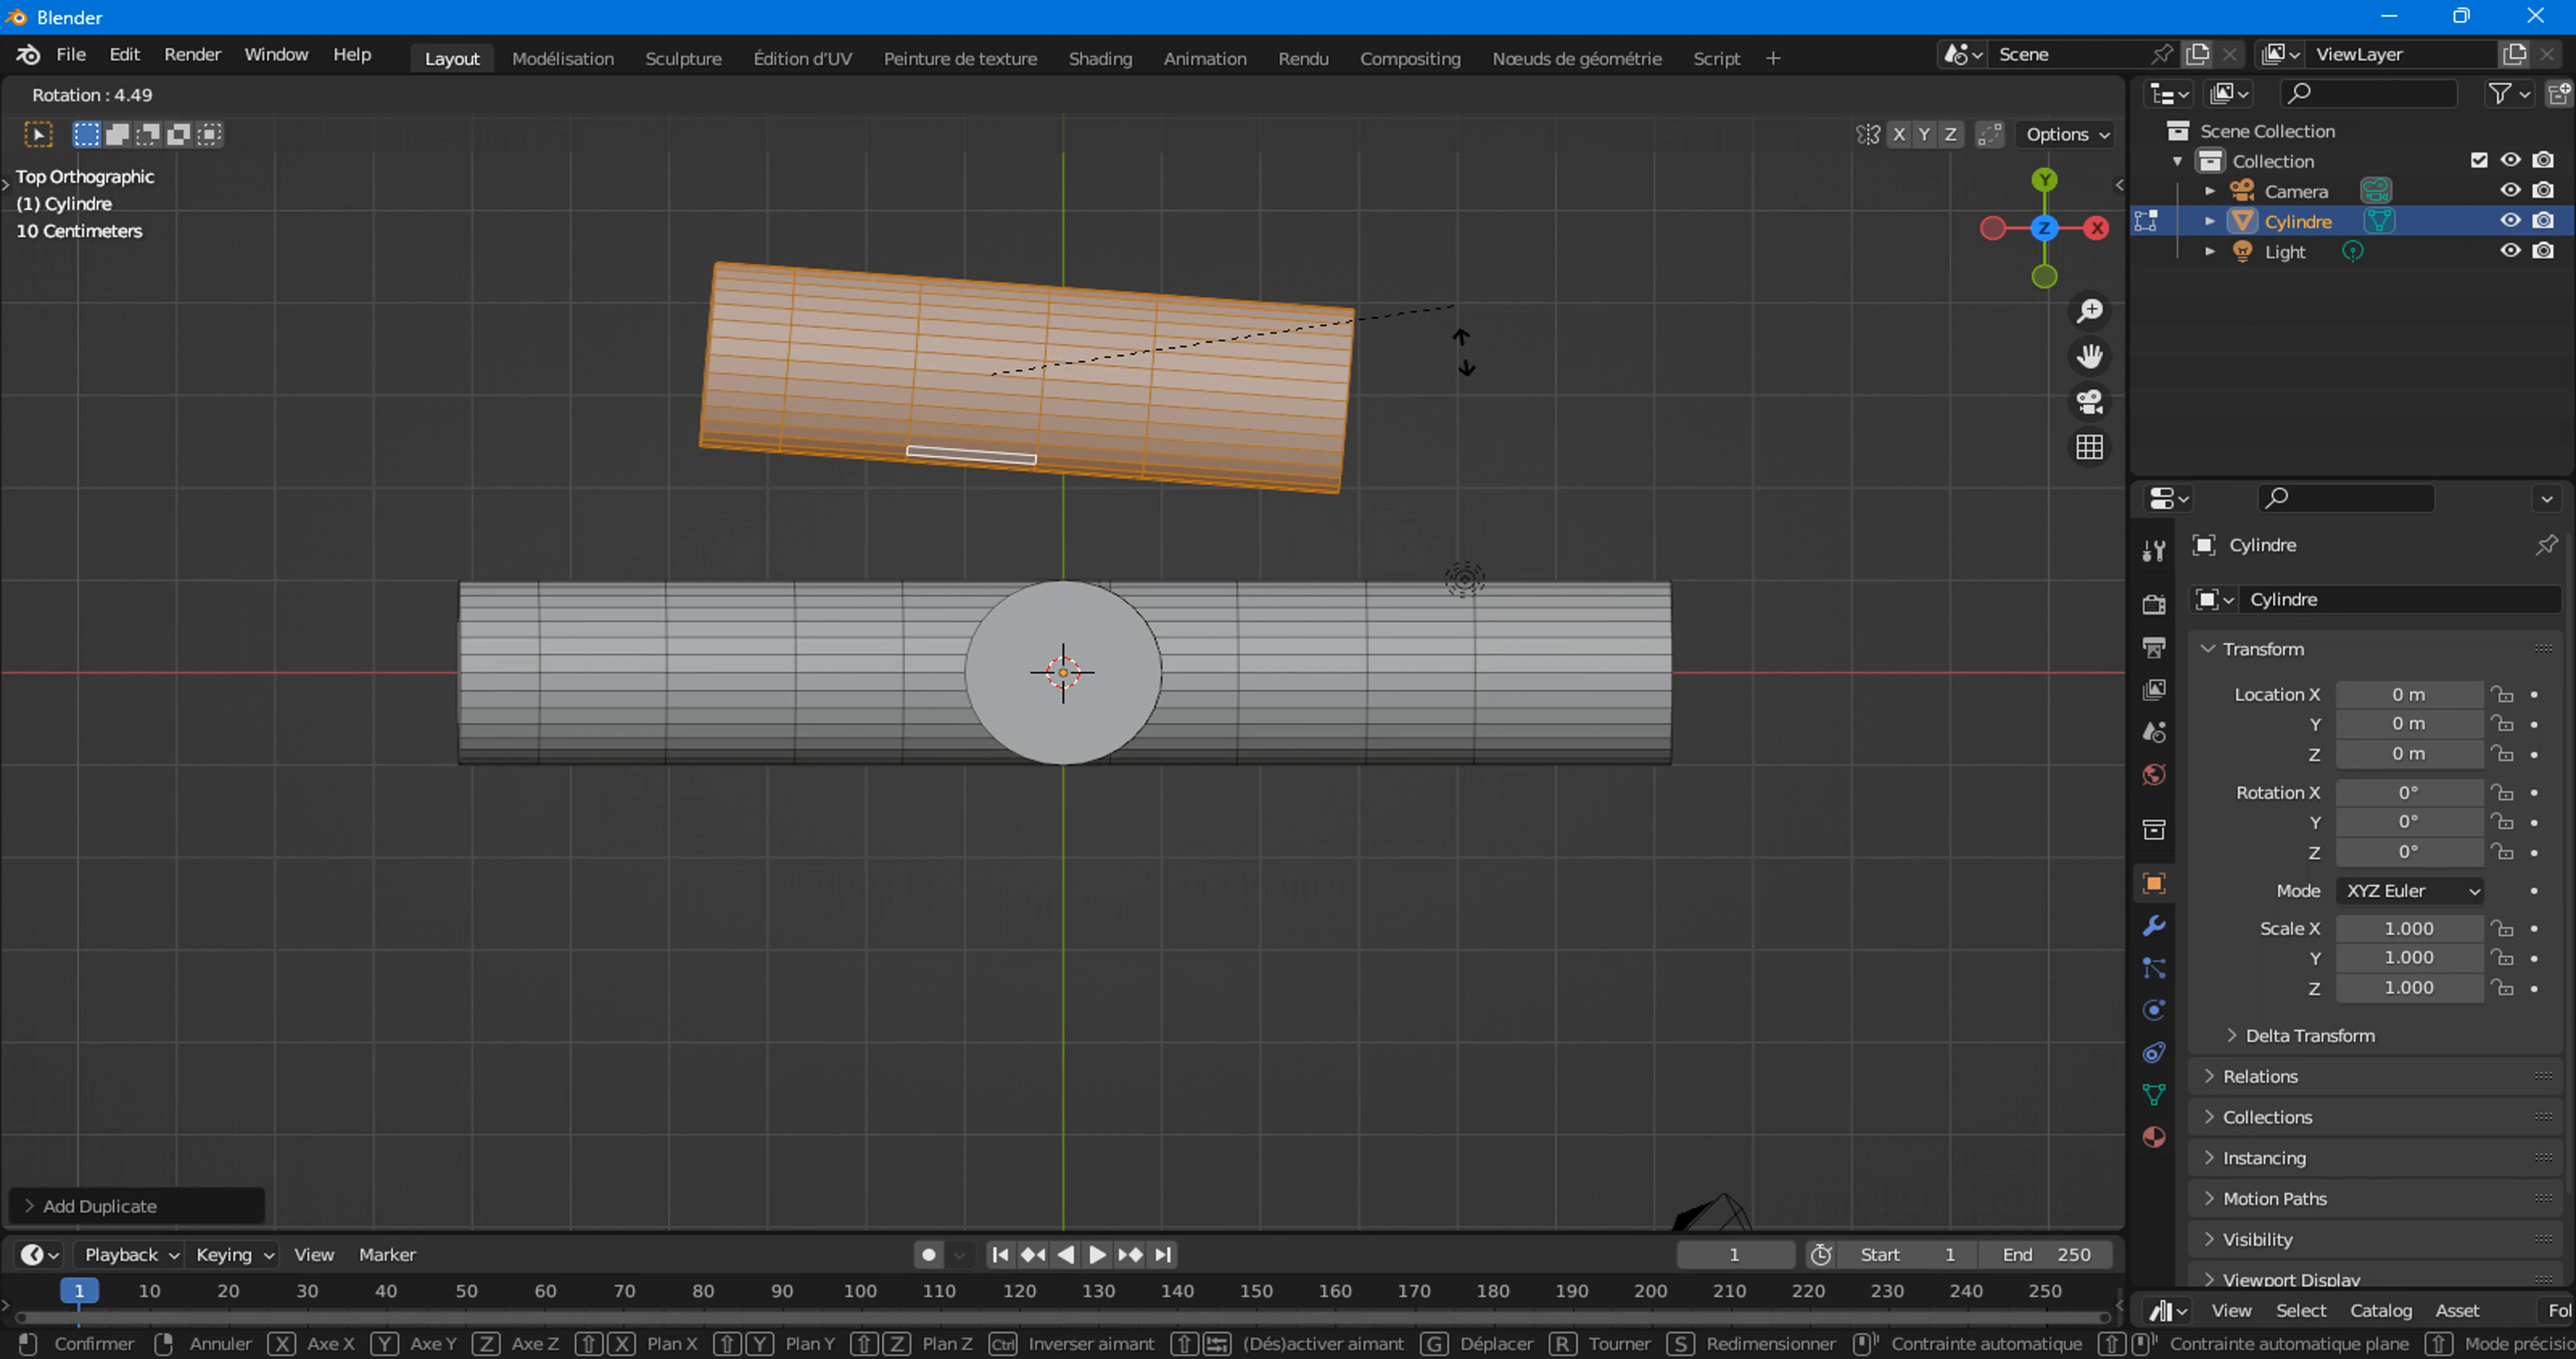 Blender
File Edit Render Window Help Layout Modélisation Sculpture Édition d'UV Peinture de texture Shading Animation Rendu Compositing Nœuds de géométrie Script + Scene ViewLayer
Rotation : 4.49
X Y Z Options
Top Orthographic
(1) Cylindre
10 Centimeters
Y
Z X
Scene Collection
Collection
Camera
Cylindre
Light
Cylindre
Cylindre
Transform
Location X 0 m
Y 0 m
Z 0 m
Rotation X 0°
Y 0°
Z 0°
Mode XYZ Euler
Scale X 1.000
Y 1.000
Z 1.000
Delta Transform
Relations
Collections
Instancing
Motion Paths
Visibility
Viewport Display
Add Duplicate
Playback Keying View Marker 1 Start 1 End 250
1 10 20 30 40 50 60 70 80 90 100 110 120 130 140 150 160 170 180 190 200 210 220 230 240 250
View Select Catalog Asset Fol
Confirmer Annuler X Axe X Y Axe Y Z Axe Z X Plan X Y Plan Y Z Plan Z Ctrl Inverser aimant (Dés)activer aimant G Déplacer R Tourner S Redimensionner Contrainte automatique Contrainte automatique plane Mode précisio